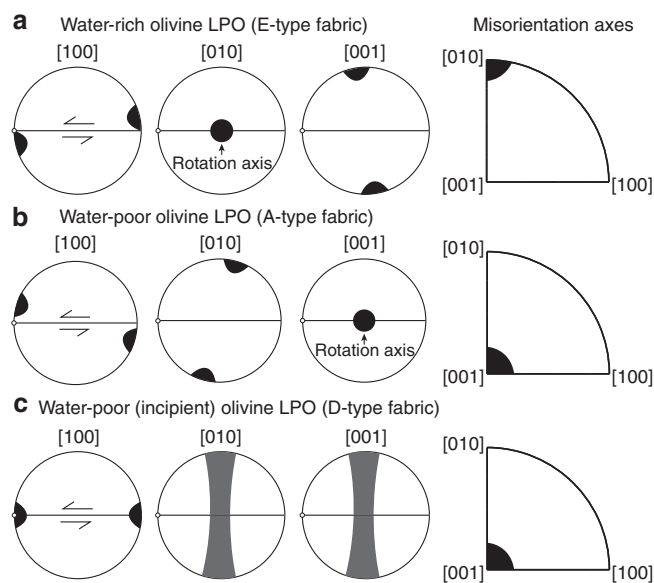 a Water-rich olivine LPO (E-type fabric) Misorientation axes
[100] [010] [001] [010]
Rotation axis
[001] [100]
b Water-poor olivine LPO (A-type fabric)
[100] [010] [001] [010]
Rotation axis
[001] [100]
c Water-poor (incipient) olivine LPO (D-type fabric)
[100] [010] [001] [010]
[001] [100]